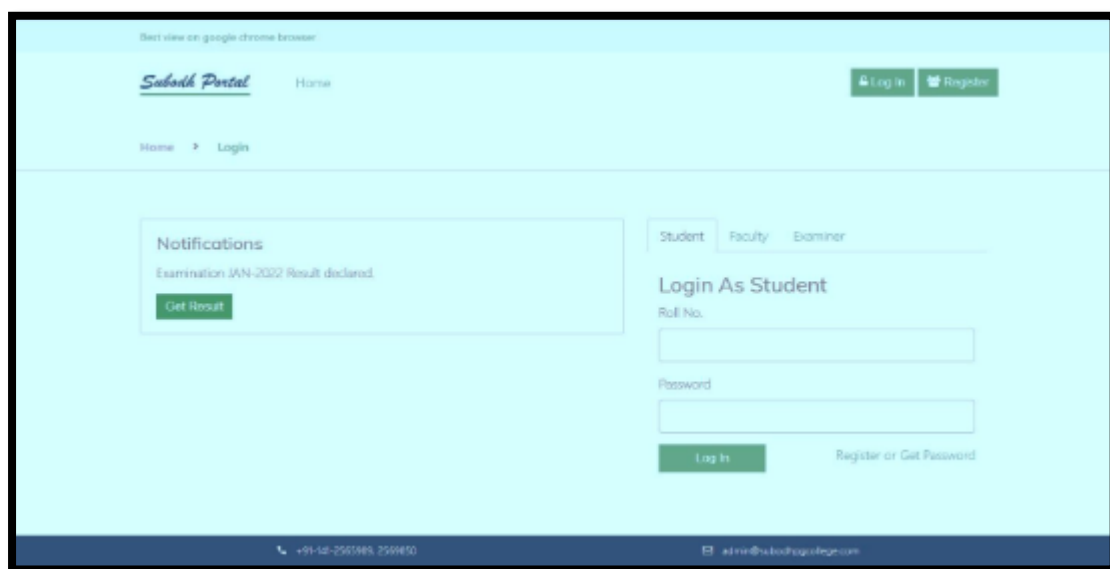 Best view on google chrome browser
Subodh Portal Home Log In Register
Home > Login
Notifications
Examination JAN-2022 Result declared.
Get Result
Student Faculty Examiner
Login As Student
Roll No.
Password
Log In Register or Get Password
+91-141-2565989, 2569850
admin@subodhpgcollege.com